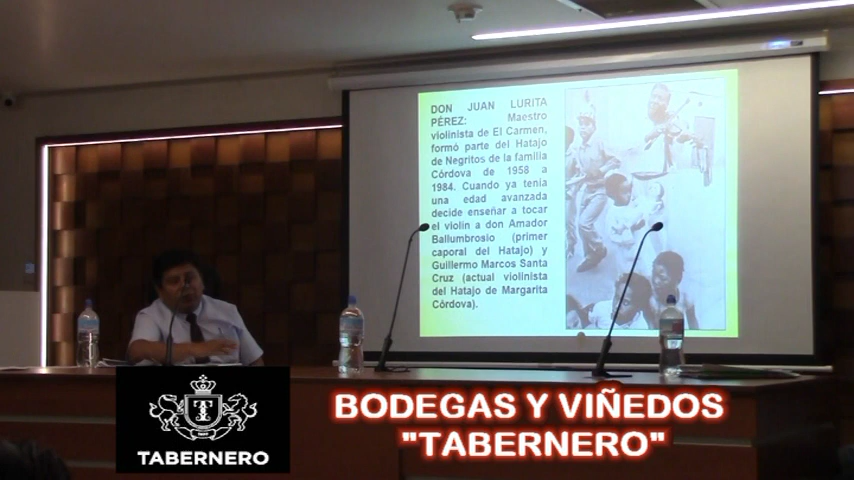 DON JUAN LURITA
PÉREZ: Maestro
violinista de El Carmen,
formó parte del Hatajo
de Negritos de la familia
Córdova de 1958 a
1984. Cuando ya tenía
una edad avanzada
decide enseñar a tocar
el violín a don Amador
Ballumbrosio (primer
caporal del Hatajo) y
Guillermo Marcos Santa
Cruz (actual violinista
del Hatajo de Margarita
Córdova).
T
TABERNERO
BODEGAS Y VIÑEDOS
"TABERNERO"